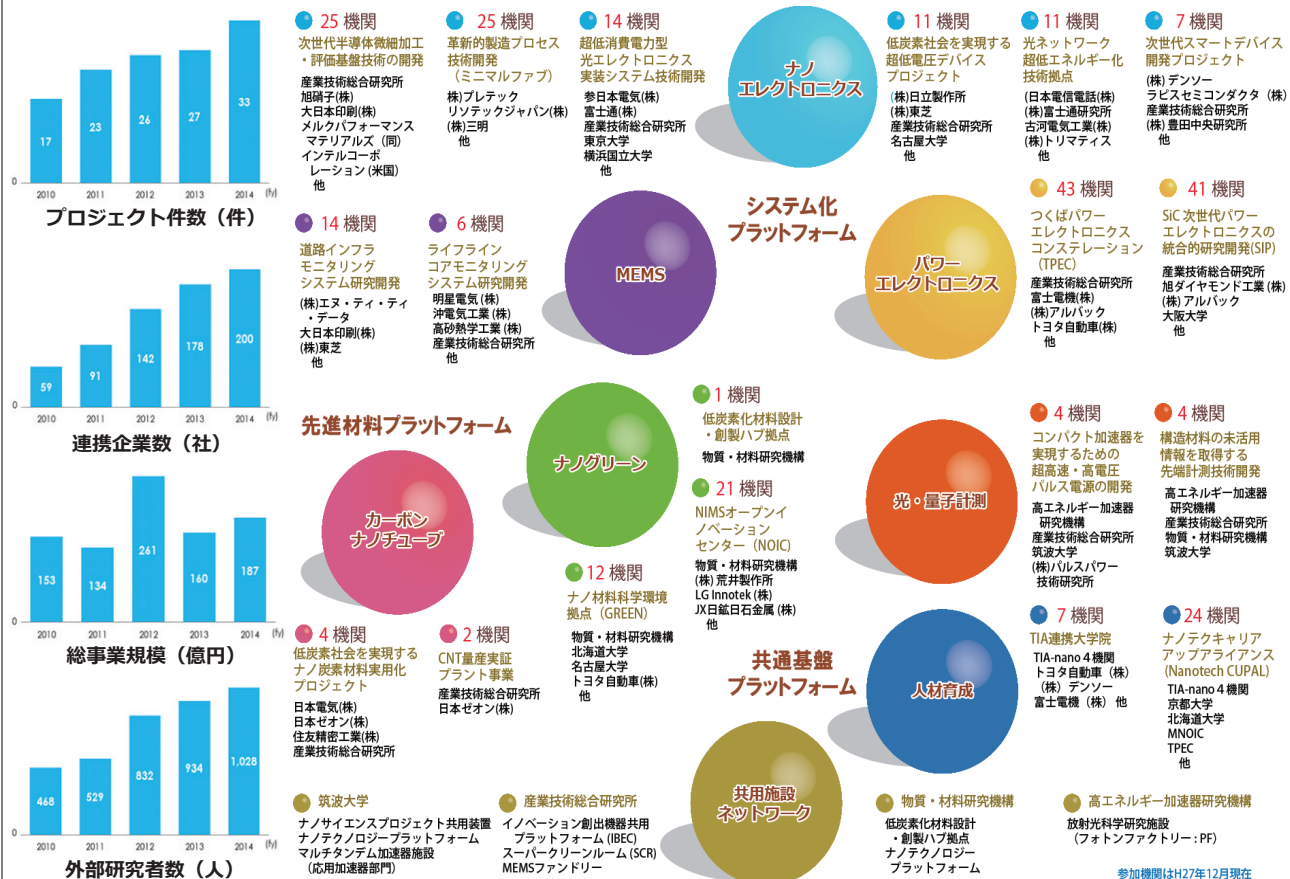 33
27
26
23
17
0
2010 2011 2012 2013 2014 (fy)
プロジェクト件数（件）
200
178
142
91
59
0
2010 2011 2012 2013 2014 (fy)
連携企業数（社）
261
187
160
153
134
0
2010 2011 2012 2013 2014 (fy)
総事業規模（億円）
1,028
934
832
529
468
0
2010 2011 2012 2013 2014 (fy)
外部研究者数（人）
25 機関
次世代半導体微細加工
・評価基盤技術の開発
産業技術総合研究所
旭硝子(株)
大日本印刷(株)
メルクパフォーマンス
マテリアルズ（同）
インテルコーポ
レーション (米国)
他
25 機関
革新的製造プロセス
技術開発
（ミニマルファブ）
株)プレテック
リソテックジャパン(株)
(株)三明
他
14 機関
超低消費電力型
光エレクトロニクス
実装システム技術開発
参日本電気(株)
富士通(株)
産業技術総合研究所
東京大学
横浜国立大学
他
ナノ
エレクトロニクス
11 機関
低炭素社会を実現する
超低電圧デバイス
プロジェクト
(株)日立製作所
(株)東芝
産業技術総合研究所
名古屋大学
他
11 機関
光ネットワーク
超低エネルギー化
技術拠点
(日本電信電話(株)
(株)富士通研究所
古河電気工業(株)
(株)トリマティス
他
7 機関
次世代スマートデバイス
開発プロジェクト
(株) デンソー
ラピスセミコンダクタ（株)
産業技術総合研究所
(株) 豊田中央研究所
他
14 機関
道路インフラ
モニタリング
システム研究開発
(株)エヌ・ティ・ティ
・データ
大日本印刷(株)
(株)東芝
他
6 機関
ライフライン
コアモニタリング
システム研究開発
明星電気 (株)
沖電気工業 (株)
高砂熱学工業 (株)
産業技術総合研究所
他
MEMS
システム化
プラットフォーム
パワー
エレクトロニクス
43 機関
つくばパワー
エレクトロニクス
コンステレーション
（TPEC）
産業技術総合研究所
富士電機(株)
(株)アルバック
トヨタ自動車(株)
他
41 機関
SiC 次世代パワー
エレクトロニクスの
統合的研究開発(SIP)
産業技術総合研究所
旭ダイヤモンド工業 (株)
(株) アルバック
大阪大学
他
先進材料プラットフォーム
ナノグリーン
カーボン
ナノチューブ
1 機関
低炭素化材料設計
・創製ハブ拠点
物質・材料研究機構
21 機関
NIMSオープンイ
ノベーション
センター（NOIC)
物質・材料研究機構
(株) 荒井製作所
LG Innotek (株)
JX日鉱日石金属 (株)
他
12 機関
ナノ材料科学環境
拠点（GREEN）
物質・材料研究機構
北海道大学
名古屋大学
トヨタ自動車(株)
他
4 機関
低炭素社会を実現する
ナノ炭素材料実用化
プロジェクト
日本電気(株)
日本ゼオン(株)
住友精密工業(株)
産業技術総合研究所
2 機関
CNT量産実証
プラント事業
産業技術総合研究所
日本ゼオン(株)
光・量子計測
4 機関
コンパクト加速器を
実現するための
超高速・高電圧
パルス電源の開発
高エネルギー加速器
研究機構
産業技術総合研究所
筑波大学
(株)パルスパワー
技術研究所
4 機関
構造材料の未活用
情報を取得する
先端計測技術開発
高エネルギー加速器
研究機構
産業技術総合研究所
物質・材料研究機構
筑波大学
共通基盤
プラットフォーム
人材育成
7 機関
TIA連携大学院
TIA-nano 4 機関
トヨタ自動車（株）
（株）デンソー
富士電機（株）他
24 機関
ナノテクキャリア
アップアライアンス
(Nanotech CUPAL)
TIA-nano 4 機関
京都大学
北海道大学
MNOIC
TPEC
他
共用施設
ネットワーク
筑波大学
ナノサイエンスプロジェクト共用装置
ナノテクノロジープラットフォーム
マルチタンデム加速器施設
（応用加速器部門）
産業技術総合研究所
イノベーション創出機器共用
プラットフォーム (IBEC)
スーパークリーンルーム (SCR)
MEMSファンドリー
物質・材料研究機構
低炭素化材料設計
・創製ハブ拠点
ナノテクノロジー
プラットフォーム
高エネルギー加速器研究機構
放射光科学研究施設
（フォトンファクトリー : PF）
参加機関はH27年12月現在